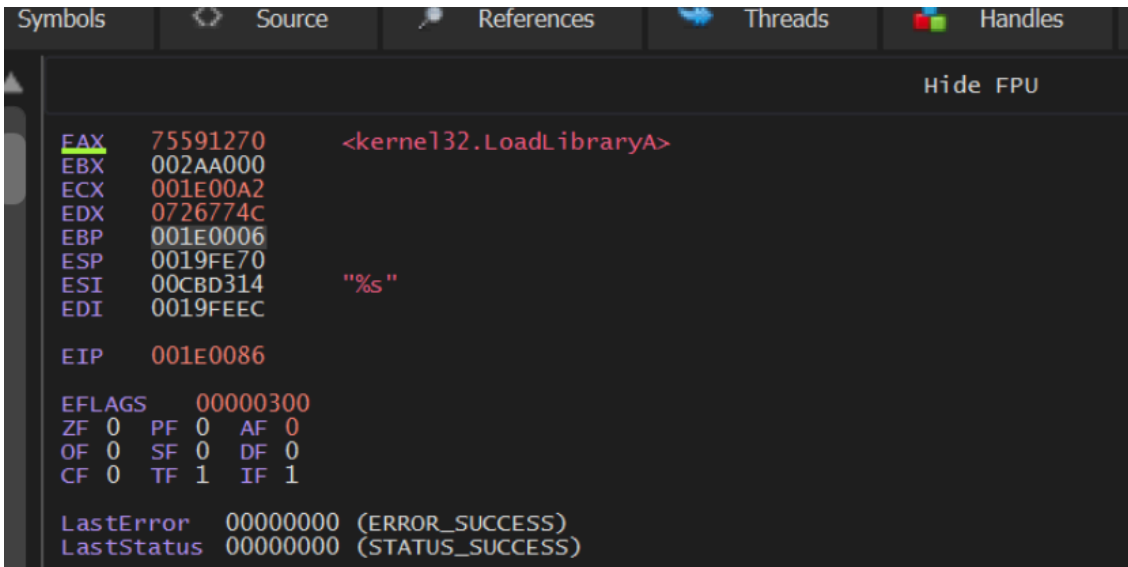 Symbols Source References Threads Handles
Hide FPU
EAX 75591270 <kernel32.LoadLibraryA>
EBX 002AA000
ECX 001E00A2
EDX 0726774C
EBP 001E0006
ESP 0019FE70
ESI 00CBD314 "%s"
EDI 0019FEEC
EIP 001E0086
EFLAGS 00000300
ZF 0 PF 0 AF 0
OF 0 SF 0 DF 0
CF 0 TF 1 IF 1
LastError 00000000 (ERROR_SUCCESS)
LastStatus 00000000 (STATUS_SUCCESS)